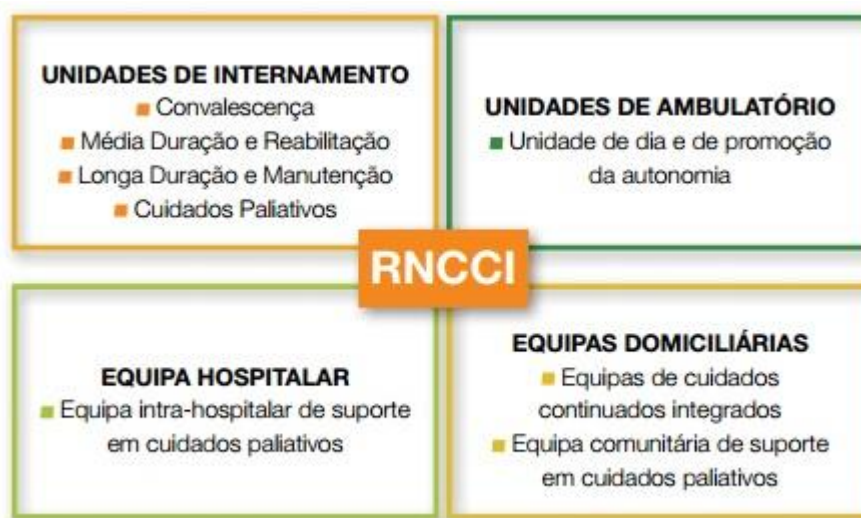 UNIDADES DE INTERNAMENTO
■ Convalescença
■ Média Duração e Reabilitação
■ Longa Duração e Manutenção
■ Cuidados Paliativos
UNIDADES DE AMBULATÓRIO
■ Unidade de dia e de promoção
da autonomia
RNCCI
EQUIPA HOSPITALAR
■ Equipa intra-hospitalar de suporte
em cuidados paliativos
EQUIPAS DOMICILIÁRIAS
■ Equipas de cuidados
continuados integrados
■ Equipa comunitária de suporte
em cuidados paliativos